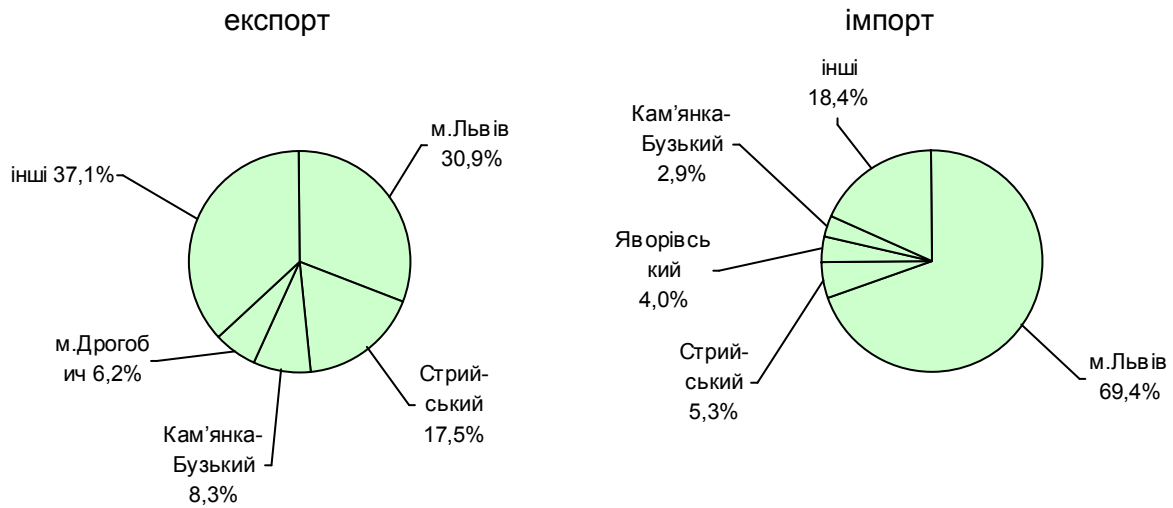 експорт
м.Львів
30,9%
Стрий-
ський
17,5%
Кам’янка-
Бузький
8,3%
м.Дрогоб
ич 6,2%
інші 37,1%
імпорт
інші
18,4%
Кам’янка-
Бузький
2,9%
Яворівсь
кий
4,0%
Стрий-
ський
5,3%
м.Львів
69,4%